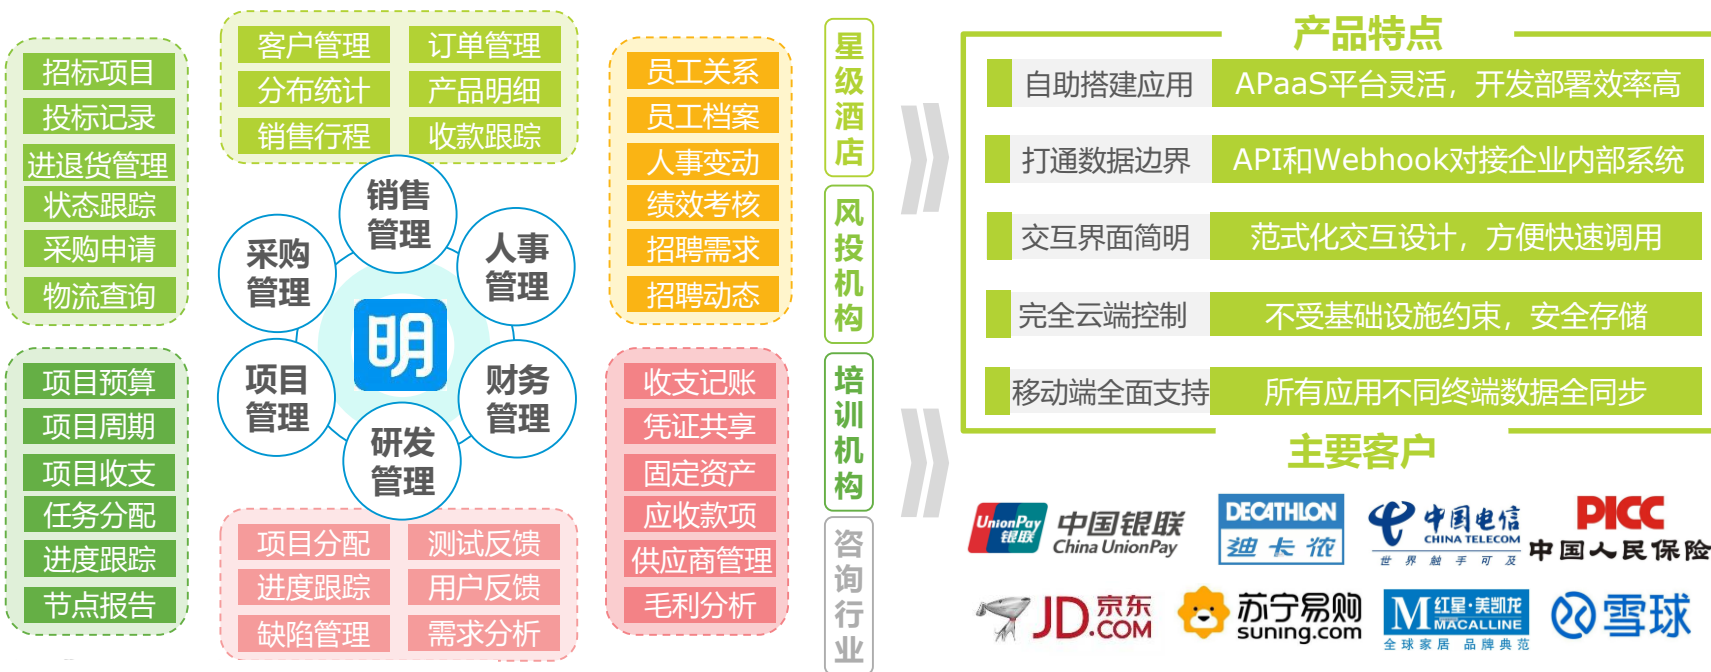 招标项目
投标记录
进退货管理
状态跟踪
采购申请
物流查询
客户管理
订单管理
分布统计
产品明细
销售行程
收款跟踪
员工关系
员工档案
人事变动
绩效考核
招聘需求
招聘动态
销售
管理
采购
管理
人事
管理
明
项目
管理
财务
管理
研发
管理
项目预算
项目周期
项目收支
任务分配
进度跟踪
节点报告
项目分配
测试反馈
进度跟踪
用户反馈
缺陷管理
需求分析
收支记账
凭证共享
固定资产
应收款项
供应商管理
毛利分析
星级酒店
风投机构
培训机构
咨询行业
产品特点
自助搭建应用
APaaS平台灵活，开发部署效率高
打通数据边界
API和Webhook对接企业内部系统
交互界面简明
范式化交互设计，方便快速调用
完全云端控制
不受基础设施约束，安全存储
移动端全面支持
所有应用不同终端数据全同步
主要客户
UnionPay
银联
中国银联
China UnionPay
DECATHLON
迪卡侬
中国电信
CHINA TELECOM
世界触手可及
PICC
中国人民保险
JD.COM
京东
苏宁易购
suning.com
M
红星·美凯龙
MACALLINE
全球家居 品牌典范
雪球